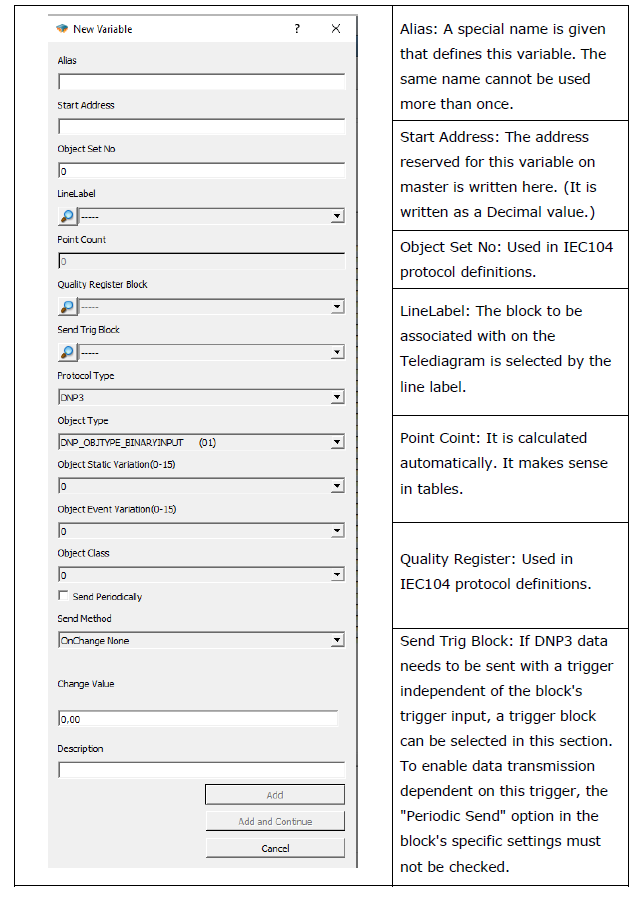 New Variable
?
Alias
Start Address
Object Set No
0
LineLabel
-----
Point Count
0
Quality Register Block
-----
Send Trig Block
-----
Protocol Type
DNP3
Object Type
DNP_OBJTYPE_BINARYINPUT (01)
Object Static Variation(0-15)
0
Object Event Variation(0-15)
0
Object Class
0
Send Periodically
Send Method
OnChange None
Change Value
0,00
Description
Add
Add and Continue
Cancel
Alias: A special name is given
that defines this variable. The
same name cannot be used
more than once.
Start Address: The address
reserved for this variable on
master is written here. (It is
written as a Decimal value.)
Object Set No: Used in IEC104
protocol definitions.
LineLabel: The block to be
associated with on the
Telediagram is selected by the
line label.
Point Coint: It is calculated
automatically. It makes sense
in tables.
Quality Register: Used in
IEC104 protocol definitions.
Send Trig Block: If DNP3 data
needs to be sent with a trigger
independent of the block's
trigger input, a trigger block
can be selected in this section.
To enable data transmission
dependent on this trigger, the
"Periodic Send" option in the
block's specific settings must
not be checked.